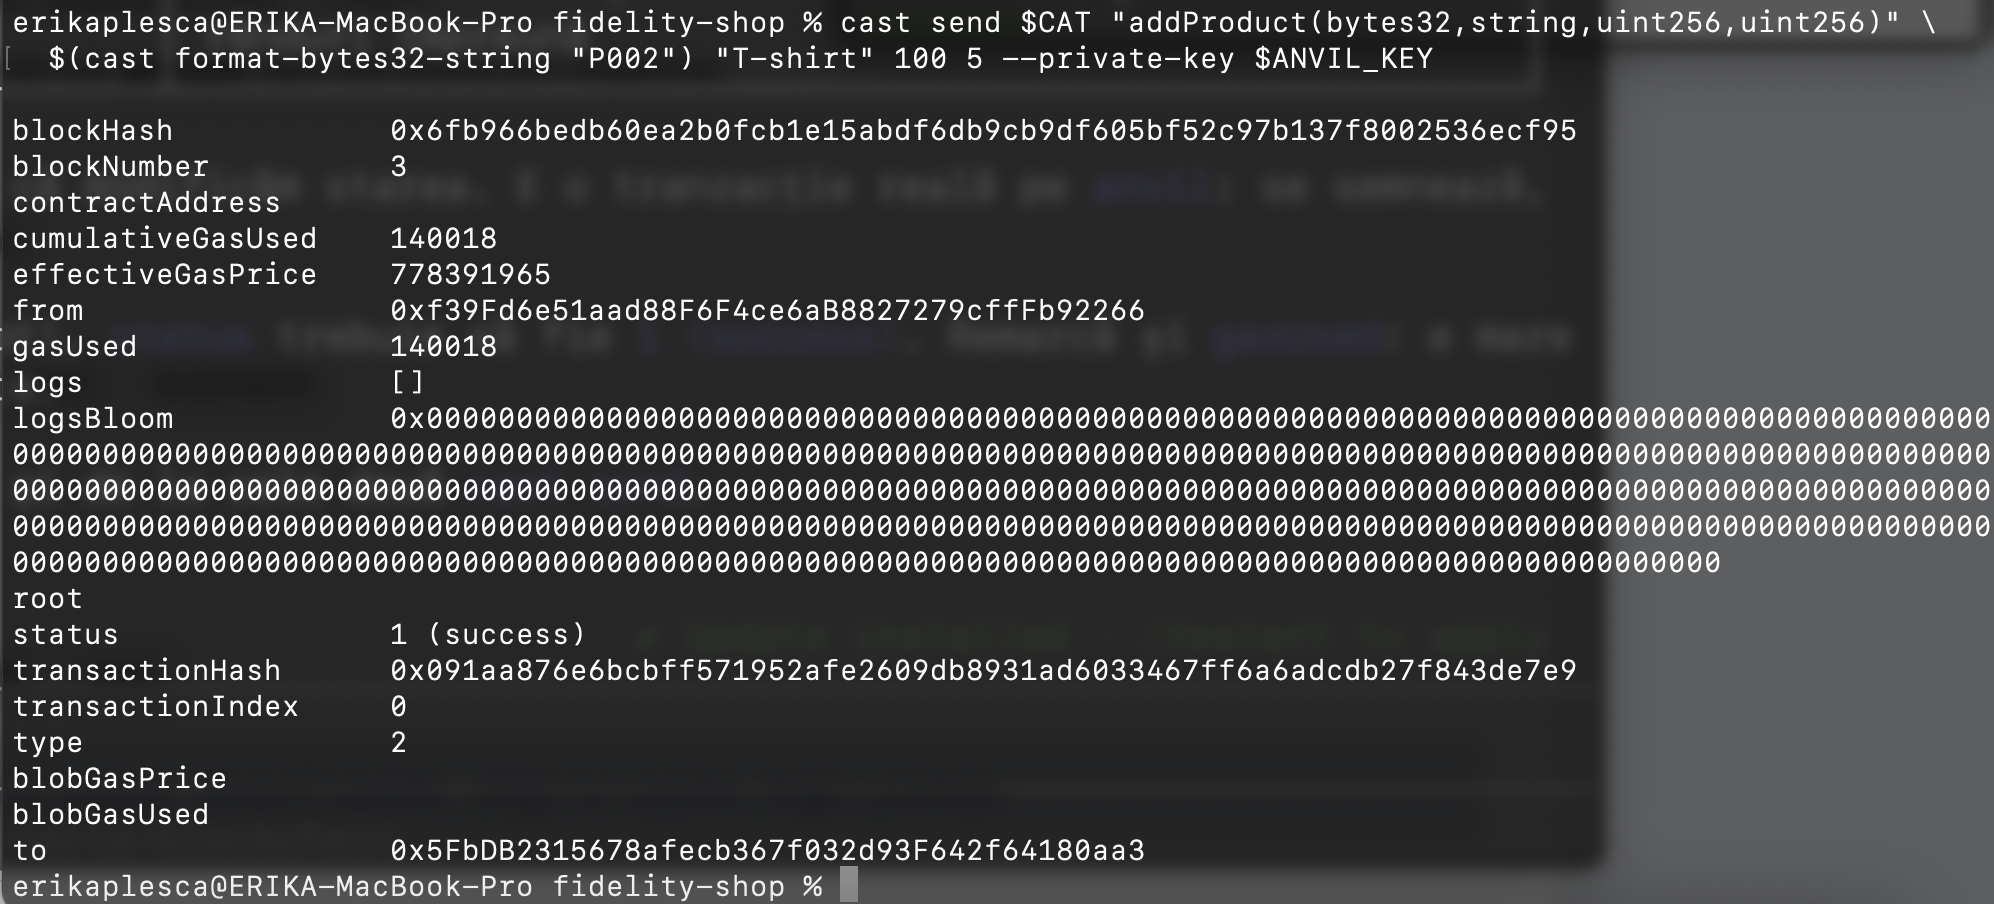 erikaplesca@ERIKA-MacBook-Pro fidelity-shop % cast send $CAT "addProduct(bytes32,string,uint256,uint256)" \
[  $(cast format-bytes32-string "P002") "T-shirt" 100 5 --private-key $ANVIL_KEY
blockHash            0x6fb966bedb60ea2b0fcb1e15abdf6db9cb9df605bf52c97b137f8002536ecf95
blockNumber          3
contractAddress
cumulativeGasUsed    140018
effectiveGasPrice    778391965
from                 0xf39Fd6e51aad88F6F4ce6aB8827279cffFb92266
gasUsed              140018
logs                 []
logsBloom            0x000000000000000000000000000000000000000000000000000000000000000000000000000000000000000
00000000000000000000000000000000000000000000000000000000000000000000000000000000000000000000000000000000000000
00000000000000000000000000000000000000000000000000000000000000000000000000000000000000000000000000000000000000
00000000000000000000000000000000000000000000000000000000000000000000000000000000000000000000000000000000000000
00000000000000000000000000000000000000000000000000000000000000000000000000000000000000000000000
root
status               1 (success)
transactionHash      0x091aa876e6bcbff571952afe2609db8931ad6033467ff6a6adcdb27f843de7e9
transactionIndex     0
type                 2
blobGasPrice
blobGasUsed
to                   0x5FbDB2315678afecb367f032d93F642f64180aa3
erikaplesca@ERIKA-MacBook-Pro fidelity-shop %